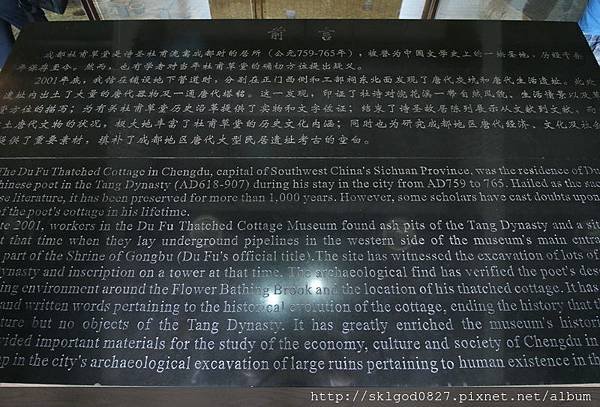 前 言
成都杜甫草堂是诗圣杜甫流寓成都时的居所（公元759-765年），被誉为中国文学史上的一块圣地，历经千余
年保存至今。然而，也有学者对当年杜甫草堂的确切方位提出疑义。
2001年底，我馆在铺设地下管道时，分别在正门西侧和工部祠东北面发现了唐代灰坑和唐代生活遗址。此处
遗址内出土了大量的唐代器物及一通唐代塔铭。这一发现，印证了杜诗对浣花溪一带自然风貌、生活情景以及草
堂方位的描写；为有关杜甫草堂历史沿革提供了实物和文字佐证；结束了诗圣故居陈列展示从文献到文献，而
土唐代文物的状况，极大地丰富了杜甫草堂的历史文化内涵；同时也为研究成都地区唐代经济、文化及社会
提供了重要素材，填补了成都地区唐代大型民居遗址考古的空白。
The Du Fu Thatched Cottage in Chengdu, capital of Southwest China's Sichuan Province, was the residence of Du
hinese poet in the Tang Dynasty (AD618-907) during his stay in the city from AD759 to 765. Hailed as the sac
se literature, it has been preserved for more than 1,000 years. However, some scholars have cast doubts upon
of the poet's cottage in his lifetime.
te 2001, workers in the Du Fu Thatched Cottage Museum found ash pits of the Tang Dynasty and a sit
t that time when they lay underground pipelines in the western side of the museum's main entra
part of the Shrine of Gongbu (Du Fu's official title). The site has witnessed the excavation of lots of
ynasty and inscription on a tower at that time. The archaeological find has verified the poet's desc
ing environment around the Flower Bathing Brook and the location of his thatched cottage. It has
and written words pertaining to the historical evolution of the cottage, ending the history that th
ture but no objects of the Tang Dynasty. It has greatly enriched the museum's histori
vided important materials for the study of the economy, culture and society of Chengdu in
p in the city's archaeological excavation of large ruins pertaining to human existence in th
http://sklgod0827.pixnet.net/album